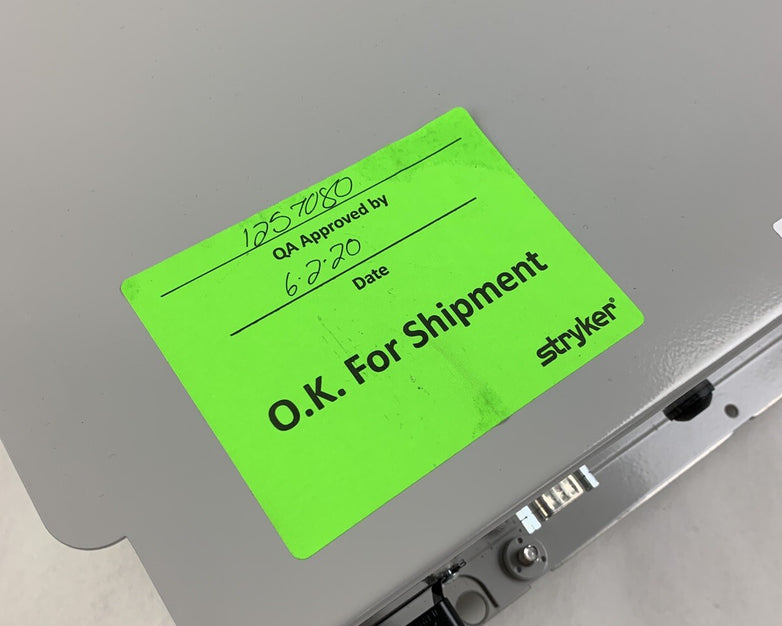 1257080
QA Approved by
6.2.20
Date
O.K. For Shipment
stryker®